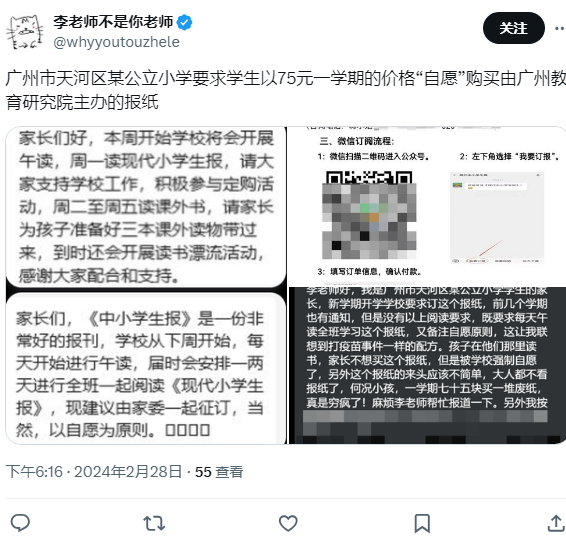 李老师不是你老师
@whyyoutouzhele
关注
广州市天河区某公立小学要求学生以75元一学期的价格“自愿”购买由广州教
育研究院主办的报纸
家长们好，本周开始学校将会开展
午读，周一读现代小学生报，请大
家支持学校工作，积极参与定购活
动，周二至周五读课外书，请家长
为孩子准备好三本课外读物带过
来，到时还会开展读书漂流活动，
感谢大家配合和支持。
三、微信订阅流程：
1：微信扫描二维码进入公众号。
2：左下角选择“我要订报”。
3：填写订单信息，确认付款。
家长们，《中小学生报》是一份非
常好的报刊，学校从下周开始，每
天开始进行午读，届时会安排一两
天进行全班一起阅读《现代小学生
报》，现建议由家委一起征订，当
然，以自愿为原则。
李老师好，我是广州市天河区某公立小学学生的家
长，新学期开学学校要求订这个报纸，前几个学期
也有通知，但是没有以上阅读要求，既要求每天午
读全班学习这个报纸，又备注自愿原则，这让我联
想到打疫苗事件一样的配方。孩子在他们那里读
书，家长不想买这个报纸，但是被学校强制自愿
了，另外这个报纸的来头应该不简单，大人都不看
报纸了，何况小孩，一学期七十五块买一堆废纸，
真是穷疯了！麻烦李老师帮忙报道一下。另外我按
下午6:16 · 2024年2月28日 · 55 查看